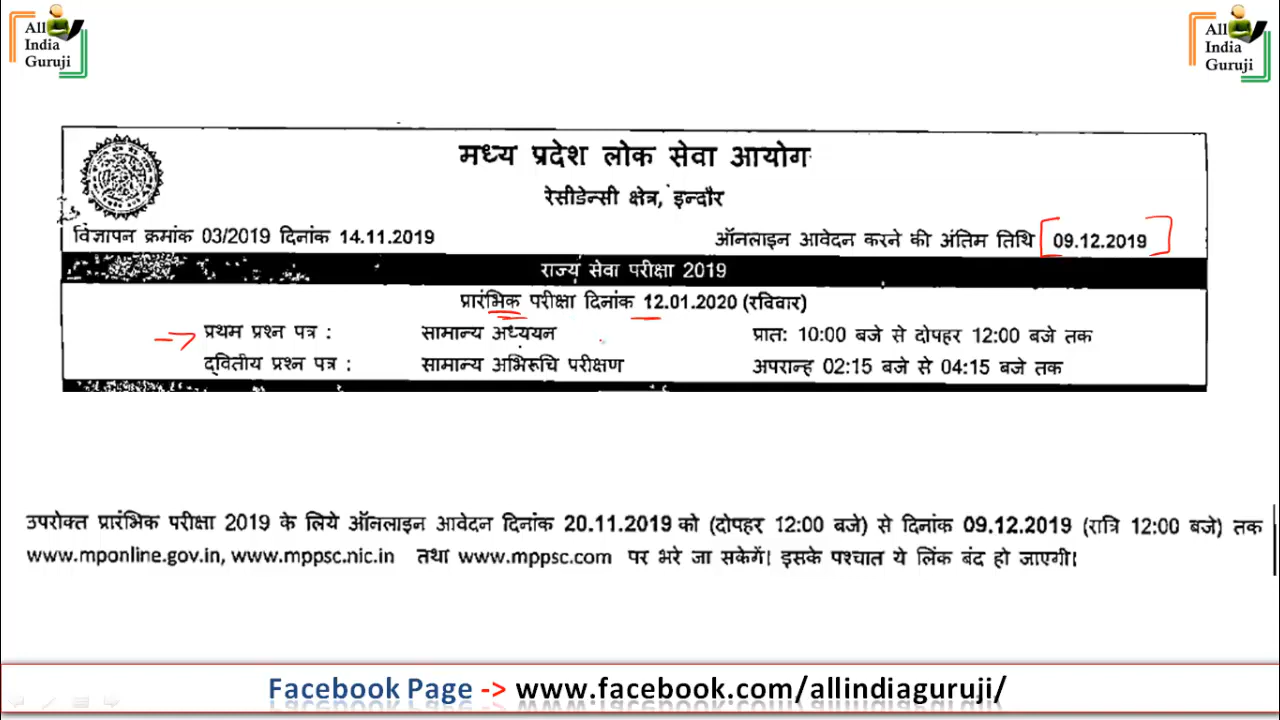 All
India
Guruji
All
India
Guruji
मध्य प्रदेश लोक सेवा आयोग
रेसीडेन्सी क्षेत्र, इन्दौर
विज्ञापन क्रमांक 03/2019 दिनांक 14.11.2019 ऑनलाइन आवेदन करने की अंतिम तिथि 09.12.2019
राज्य सेवा परीक्षा 2019
प्रारंभिक परीक्षा दिनांक 12.01.2020 (रविवार)
प्रथम प्रश्न पत्र : सामान्य अध्ययन प्रातः 10:00 बजे से दोपहर 12:00 बजे तक
द्वितीय प्रश्न पत्र : सामान्य अभिरूचि परीक्षण अपरान्ह 02:15 बजे से 04:15 बजे तक
उपरोक्त प्रारंभिक परीक्षा 2019 के लिये ऑनलाइन आवेदन दिनांक 20.11.2019 को (दोपहर 12:00 बजे) से दिनांक 09.12.2019 (रात्रि 12:00 बजे) तक
www.mponline.gov.in, www.mppsc.nic.in तथा www.mppsc.com पर भरे जा सकेगें। इसके पश्चात ये लिंक बंद हो जाएगी।
Facebook Page -> www.facebook.com/allindiaguruji/